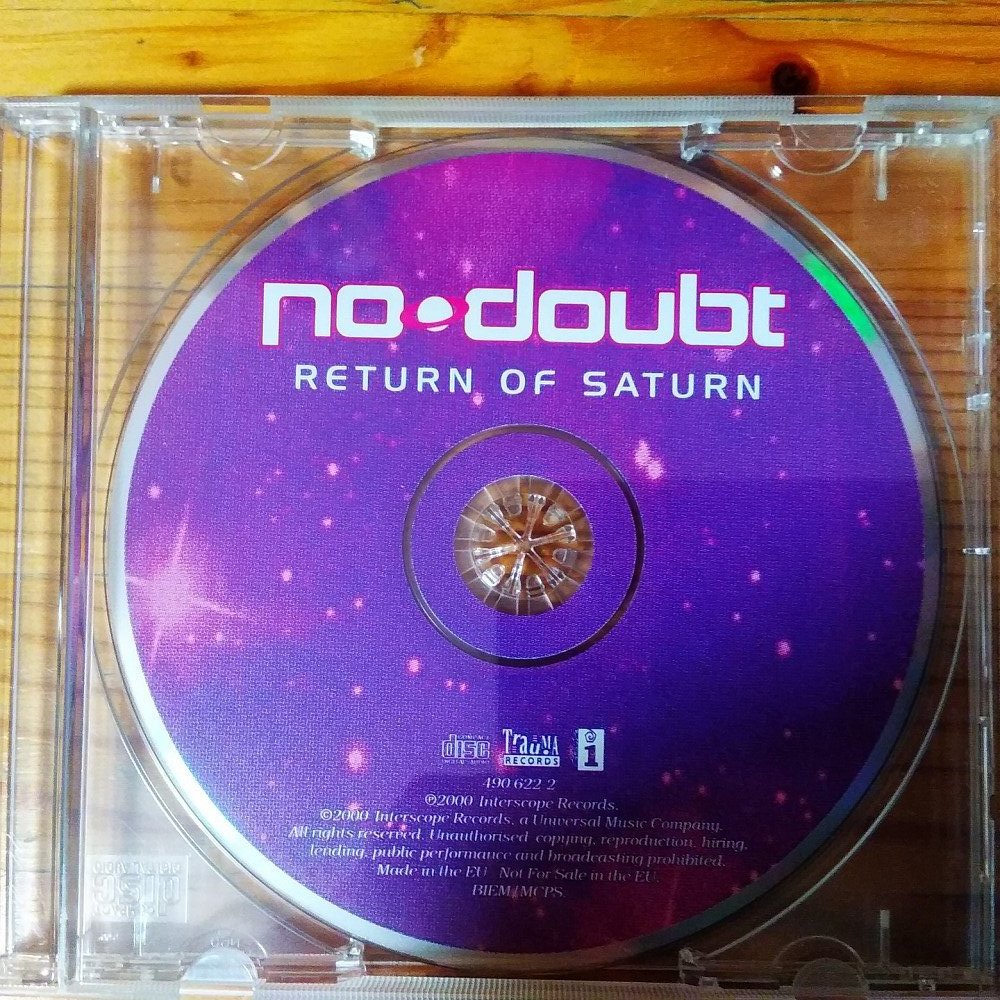 no doubt
RETURN OF SATURN
COMPACT
disc
DIGITAL AUDIO
TrauMA
RECORDS
i
490 622 2
℗2000 Interscope Records.
©2000 Interscope Records, a Universal Music Company.
All rights reserved. Unauthorised copying, reproduction, hiring,
lending, public performance and broadcasting prohibited.
Made in the EU Not For Sale in the EU.
BIEM/MCPS.